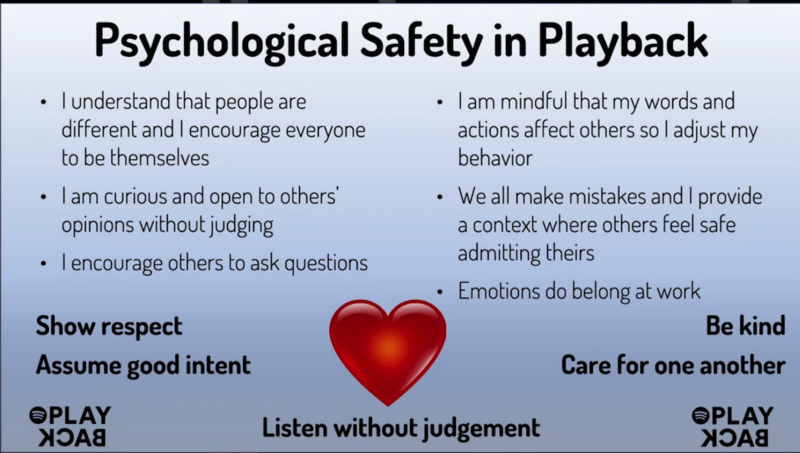 Psychological Safety in Playback
• I understand that people are
different and I encourage everyone
to be themselves
• I am curious and open to others’
opinions without judging
• I encourage others to ask questions
• I am mindful that my words and
actions affect others so I adjust my
behavior
• We all make mistakes and I provide
a context where others feel safe
admitting theirs
• Emotions do belong at work
Show respect
Assume good intent
Be kind
Care for one another
Listen without judgement
PLAY
BACK
PLAY
BACK